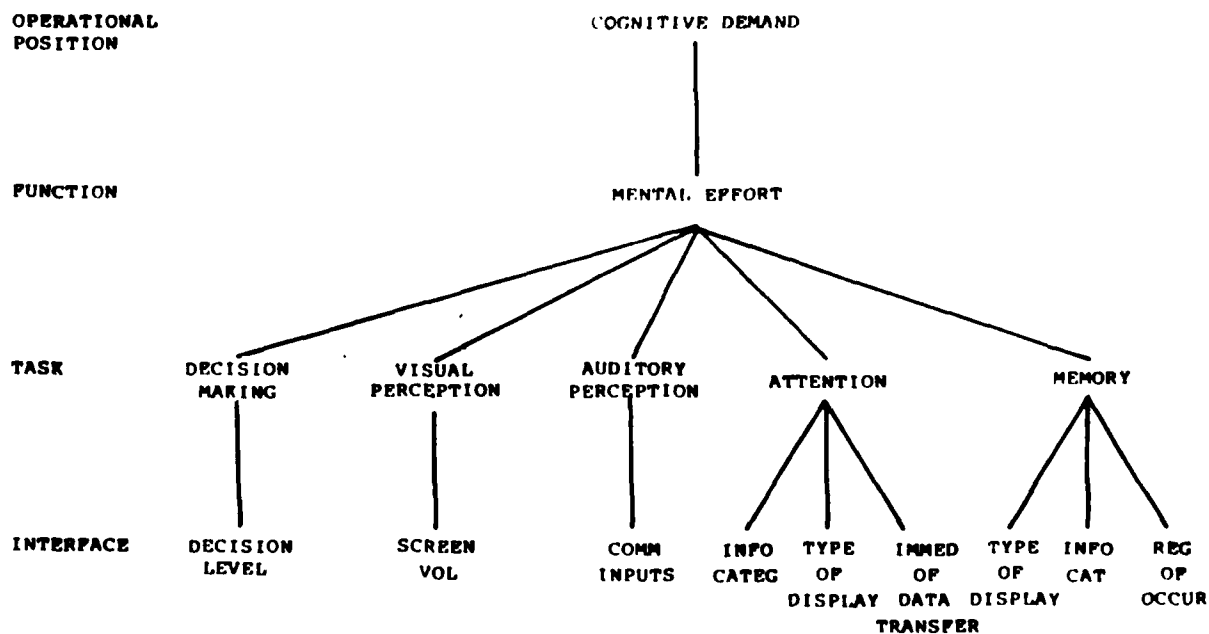 OPERATIONAL POSITION
COGNITIVE DEMAND
FUNCTION
MENTAL EFFORT
TASK
DECISION MAKING
VISUAL PERCEPTION
AUDITORY PERCEPTION
ATTENTION
MEMORY
INTERFACE
DECISION LEVEL
SCREEN VOL
COMM INPUTS
INFO CATEG
TYPE OF DISPLAY
IMMED OF DATA TRANSFER
TYPE OF DISPLAY
INFO CAT
REG OF OCCUR